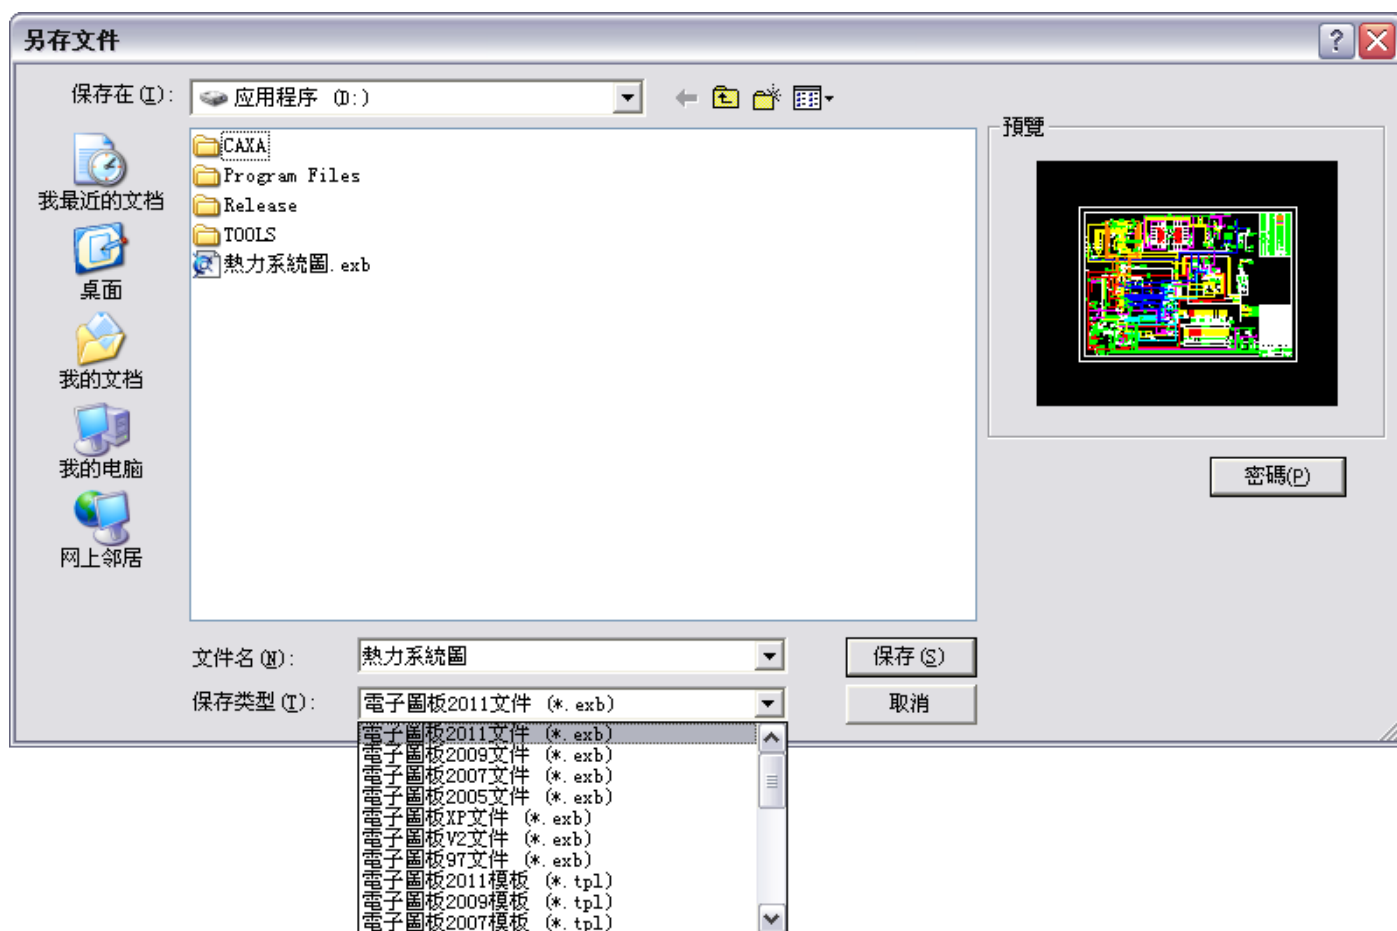 另存文件
保存在(I): 应用程序 (D:)
預覽
CAXA
Program Files
Release
TOOLS
熱力系統圖.exb
我最近的文档
桌面
我的文档
我的电脑
网上邻居
密碼(P)
文件名(N): 熱力系統圖 保存(S)
保存类型(T): 電子圖板2011文件 (*.exb) 取消
電子圖板2011文件 (*.exb)
電子圖板2009文件 (*.exb)
電子圖板2007文件 (*.exb)
電子圖板2005文件 (*.exb)
電子圖板XP文件 (*.exb)
電子圖板V2文件 (*.exb)
電子圖板97文件 (*.exb)
電子圖板2011模板 (*.tpl)
電子圖板2009模板 (*.tpl)
電子圖板2007模板 (*.tpl)